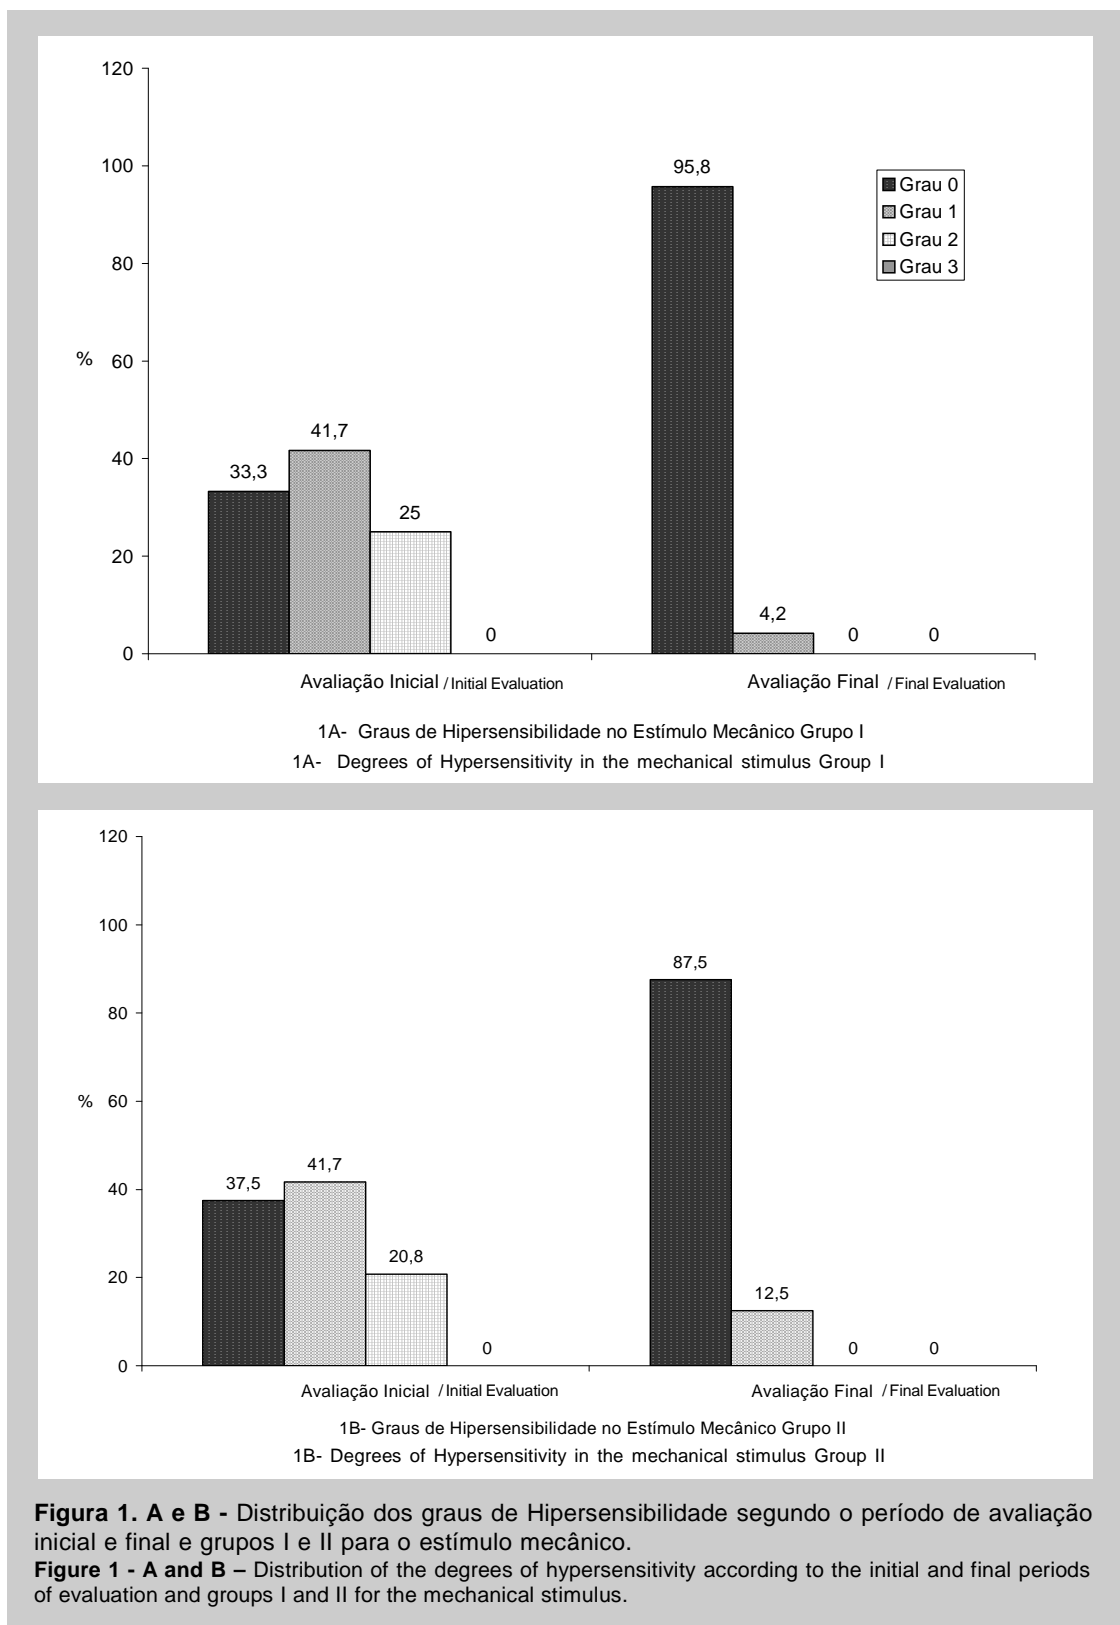 120
100
80
% 60
40
20
0
33,3
41,7
25
0
95,8
4,2
0
0
Grau 0
Grau 1
Grau 2
Grau 3
Avaliação Inicial / Initial Evaluation
Avaliação Final / Final Evaluation
1A- Graus de Hipersensibilidade no Estímulo Mecânico Grupo I
1A- Degrees of Hypersensitivity in the mechanical stimulus Group I
120
100
80
% 60
40
20
0
37,5
41,7
20,8
0
87,5
12,5
0
0
Avaliação Inicial / Initial Evaluation
Avaliação Final / Final Evaluation
1B- Graus de Hipersensibilidade no Estímulo Mecânico Grupo II
1B- Degrees of Hypersensitivity in the mechanical stimulus Group II
Figura 1. A e B - Distribuição dos graus de Hipersensibilidade segundo o período de avaliação
inicial e final e grupos I e II para o estímulo mecânico.
Figure 1 - A and B – Distribution of the degrees of hypersensitivity according to the initial and final periods
of evaluation and groups I and II for the mechanical stimulus.